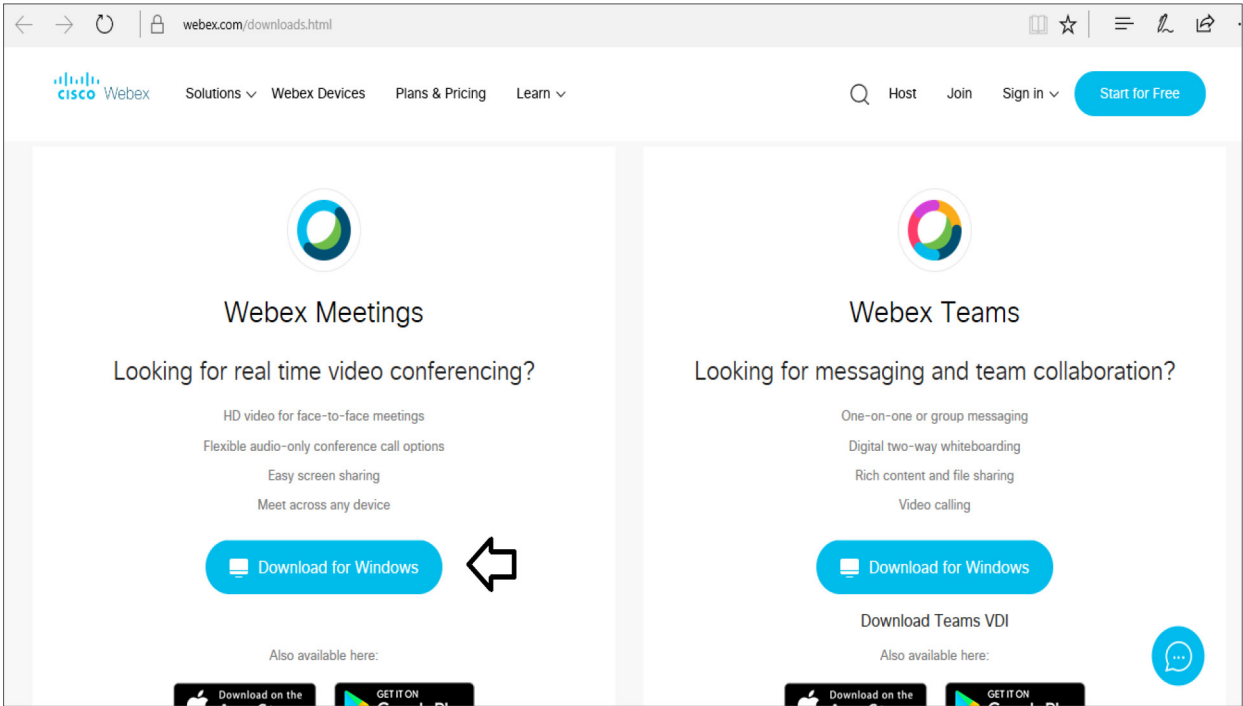 webex.com/downloads.html
CISCO Webex
Solutions
Webex Devices
Plans & Pricing
Learn
Host
Join
Sign in
Start for Free
Webex Meetings
Looking for real time video conferencing?
HD video for face-to-face meetings
Flexible audio-only conference call options
Easy screen sharing
Meet across any device
Download for Windows
Also available here:
Download on the
GET IT ON
Webex Teams
Looking for messaging and team collaboration?
One-on-one or group messaging
Digital two-way whiteboarding
Rich content and file sharing
Video calling
Download for Windows
Download Teams VDI
Also available here:
Download on the
GET IT ON